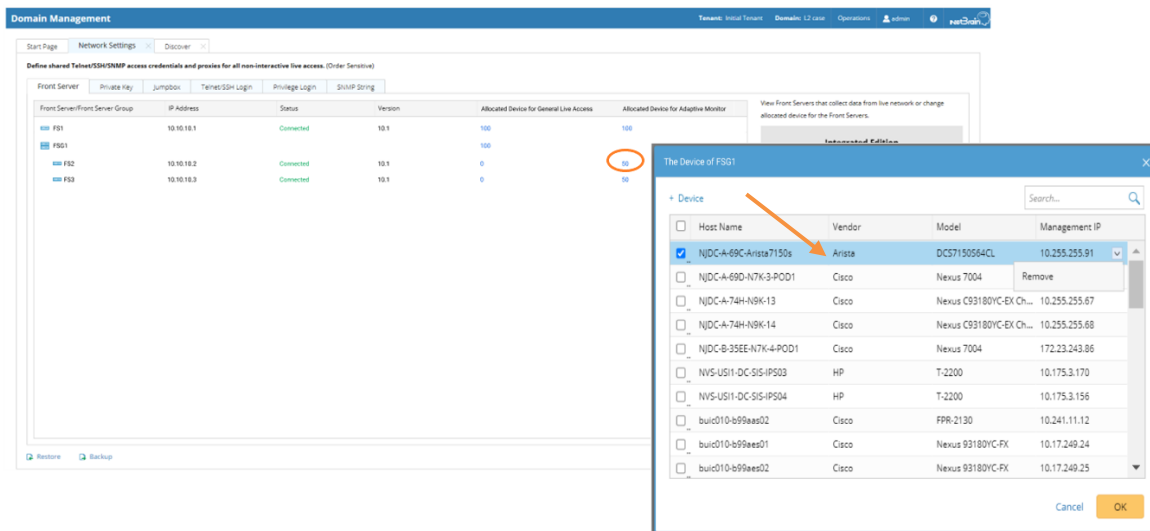 Domain Management
Tenant: Initial Tenant Domain: L2 case Operations admin NetBrain
Start Page Network Settings Discover
Define shared Telnet/SSH/SNMP access credentials and proxies for all non-interactive live access. (Order Sensitive)
Front Server Private Key Jumpbox Telnet/SSH Login Privilege Login SNMP String
Front Server/Front Server Group IP Address Status Version Allocated Device for General Live Access Allocated Device for Adaptive Monitor
FS1 10.10.10.1 Connected 10.1 100 100
FSG1 100
FS2 10.10.10.2 Connected 10.1 0 50
FS3 10.10.10.3 Connected 10.1 0 50
View Front Servers that collect data from live network or change
allocated device for the Front Servers.
Integrated Edition
Restore Backup
The Device of FSG1
+ Device Search...
Host Name Vendor Model Management IP
NJDC-A-69C-Arista7150s Arista DCS7150S64CL 10.255.255.91
NJDC-A-69D-N7K-3-POD1 Cisco Nexus 7004 Remove
NJDC-A-74H-N9K-13 Cisco Nexus C93180YC-EX Ch... 10.255.255.67
NJDC-A-74H-N9K-14 Cisco Nexus C93180YC-EX Ch... 10.255.255.68
NJDC-B-35EE-N7K-4-POD1 Cisco Nexus 7004 172.23.243.86
NVS-USI1-DC-SIS-IPS03 HP T-2200 10.175.3.170
NVS-USI1-DC-SIS-IPS04 HP T-2200 10.175.3.156
buic010-b99aas02 Cisco FPR-2130 10.241.11.12
buic010-b99aes01 Cisco Nexus 93180YC-FX 10.17.249.24
buic010-b99aes02 Cisco Nexus 93180YC-FX 10.17.249.25
Cancel OK